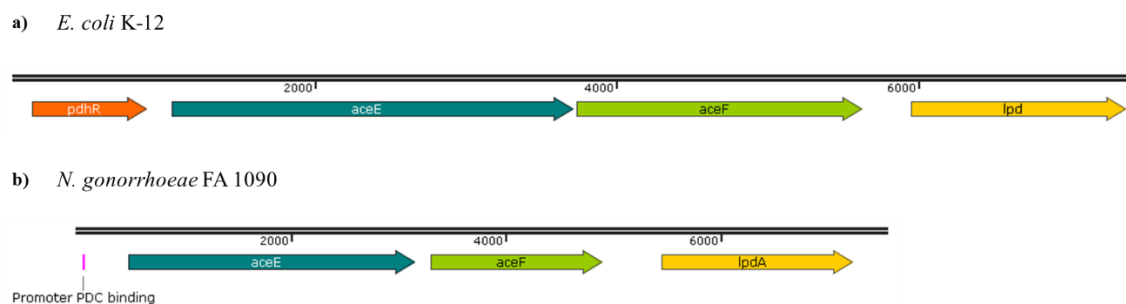 a) E. coli K-12
2000 4000 6000
pdhR aceE aceF lpd
b) N. gonorrhoeae FA 1090
2000 4000 6000
aceE aceF lpdA
Promoter PDC binding